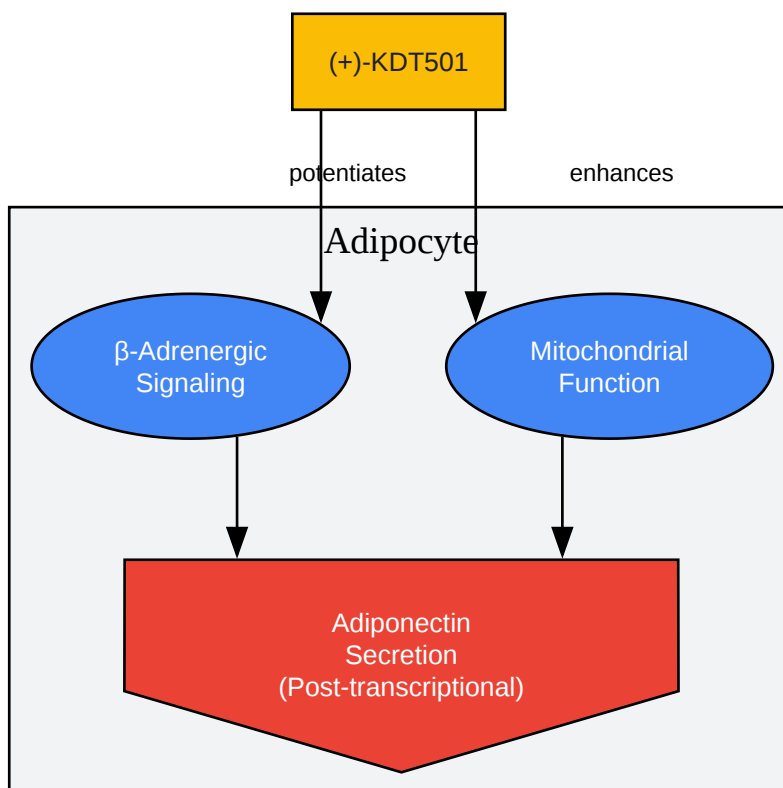 (+)-KDT501
potentiates
enhances
Adipocyte
β-Adrenergic
Signaling
Mitochondrial
Function
Adiponectin
Secretion
(Post-transcriptional)